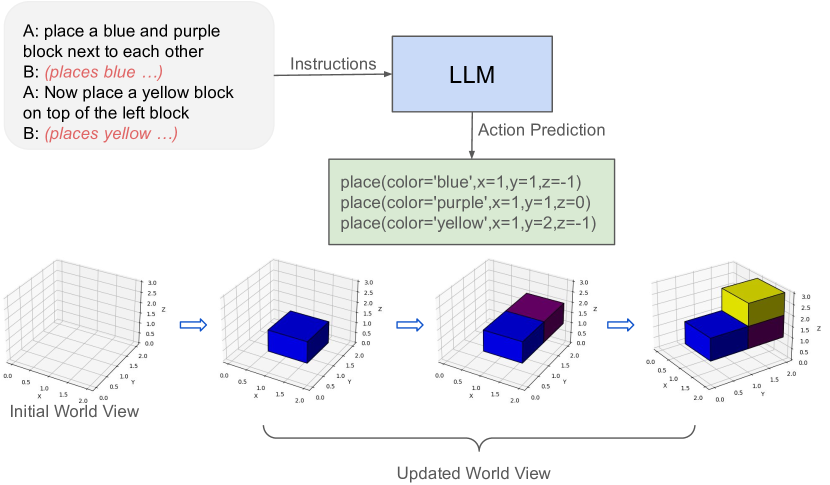 A: place a blue and purple
block next to each other
B: (places blue …)
A: Now place a yellow block
on top of the left block
B: (places yellow …)
Instructions
LLM
Action Prediction
place(color='blue',x=1,y=1,z=-1)
place(color='purple',x=1,y=1,z=0)
place(color='yellow',x=1,y=2,z=-1)
0.0 0.5 1.0 1.5 2.0 X 0.0 0.5 1.0 1.5 2.0 Y 0.0 0.5 1.0 1.5 2.0 2.5 3.0 Z
0.0 0.5 1.0 1.5 2.0 X 0.0 0.5 1.0 1.5 2.0 Y 0.0 0.5 1.0 1.5 2.0 2.5 3.0 Z
0.0 0.5 1.0 1.5 2.0 X 0.0 0.5 1.0 1.5 2.0 Y 0.0 0.5 1.0 1.5 2.0 2.5 3.0 Z
0.0 0.5 1.0 1.5 2.0 X 0.0 0.5 1.0 1.5 2.0 Y 0.0 0.5 1.0 1.5 2.0 2.5 3.0 Z
Initial World View
Updated World View